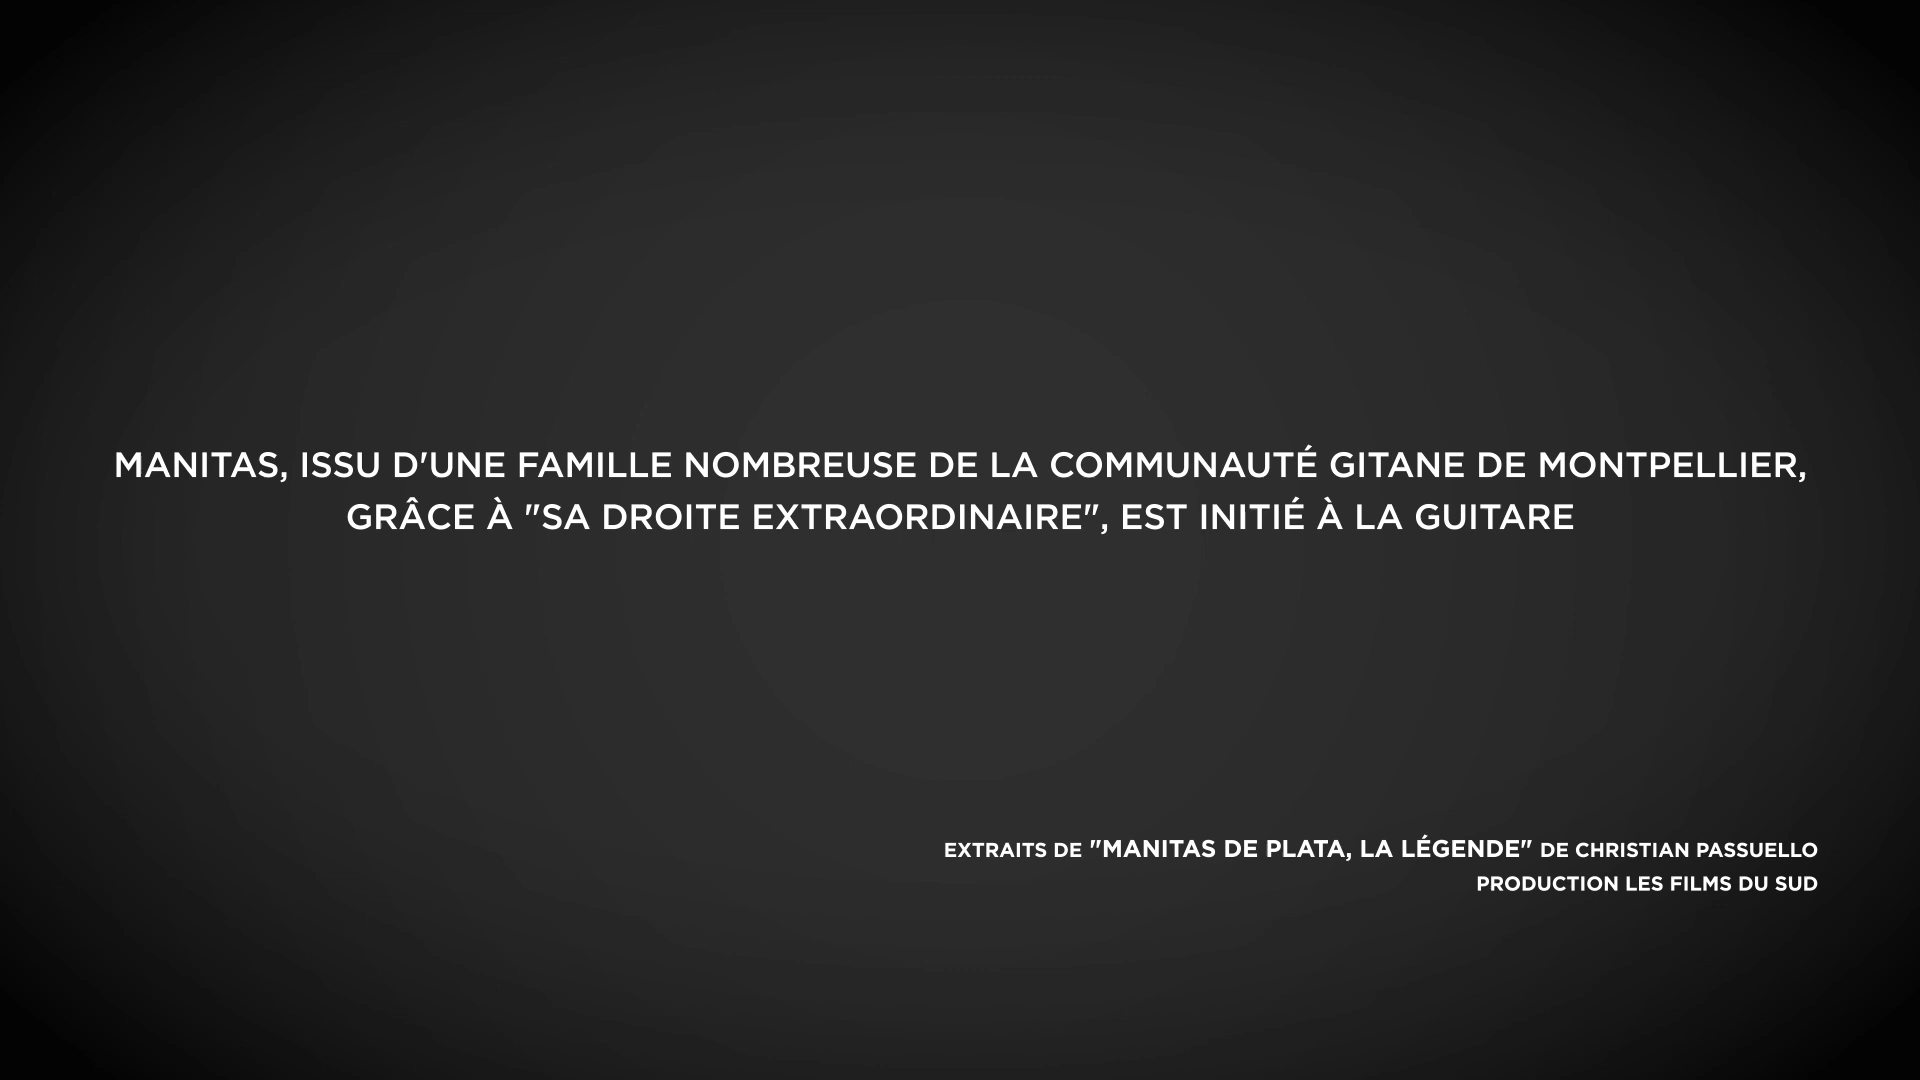 MANITAS, ISSU D'UNE FAMILLE NOMBREUSE DE LA COMMUNAUTÉ GITANE DE MONTPELLIER,
GRÂCE À "SA DROITE EXTRAORDINAIRE", EST INITIÉ À LA GUITARE
EXTRAITS DE "MANITAS DE PLATA, LA LÉGENDE" DE CHRISTIAN PASSUELLO
PRODUCTION LES FILMS DU SUD